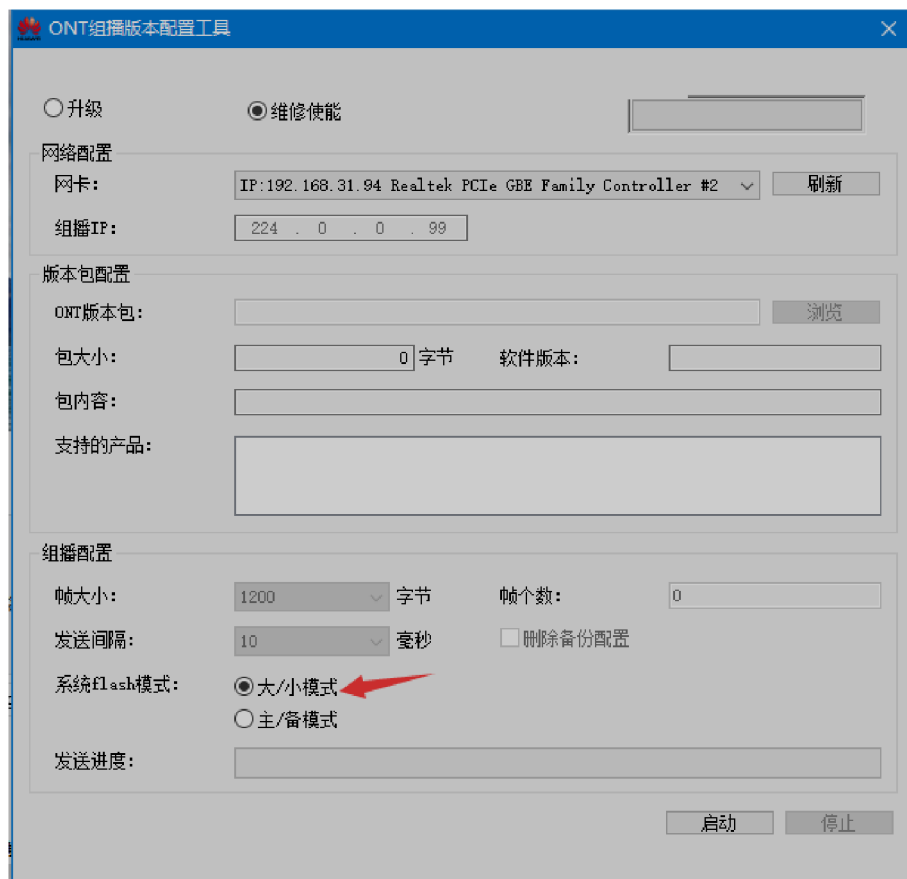 ONT组播版本配置工具
升级 维修使能
网络配置
网卡: IP:192.168.31.94 Realtek PCIe GBE Family Controller #2 刷新
组播IP: 224 . 0 . 0 . 99
版本包配置
ONT版本包: 浏览
包大小: 0 字节 软件版本:
包内容:
支持的产品:
组播配置
帧大小: 1200 字节 帧个数: 0
发送间隔: 10 毫秒 删除备份配置
系统flash模式: 大/小模式
主/备模式
发送进度:
启动 停止